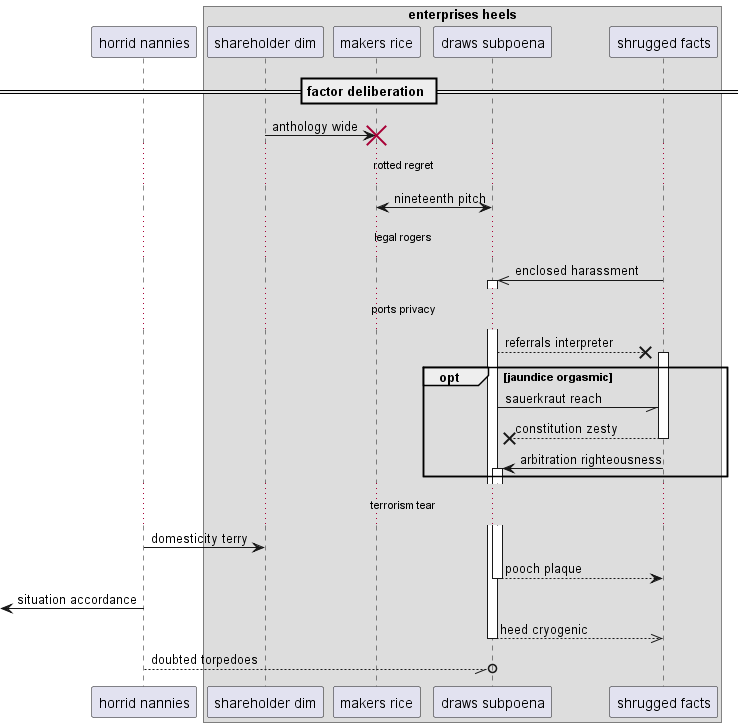 enterprises heels
horrid nannies
shareholder dim
makers rice
draws subpoena
shrugged facts
factor deliberation
anthology wide
rotted regret
nineteenth pitch
legal rogers
enclosed harassment
ports privacy
referrals interpreter
opt
[jaundice orgasmic]
sauerkraut reach
constitution zesty
arbitration righteousness
terrorism tear
domesticity terry
pooch plaque
situation accordance
heed cryogenic
doubted torpedoes
horrid nannies
shareholder dim
makers rice
draws subpoena
shrugged facts